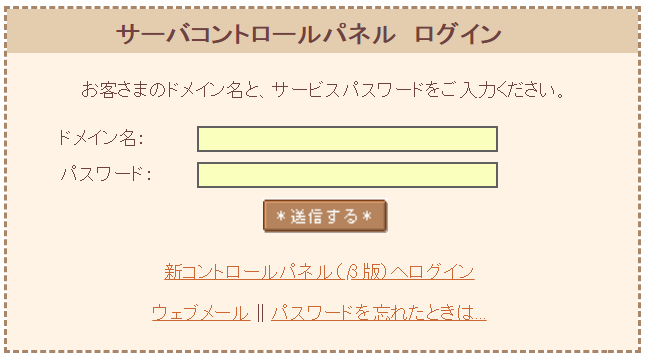 サーバコントロールパネル　ログイン
お客さまのドメイン名と、サービスパスワードをご入力ください。
ドメイン名:
パスワード:
＊送信する＊
新コントロールパネル（β版）へログイン
ウェブメール || パスワードを忘れたときは...